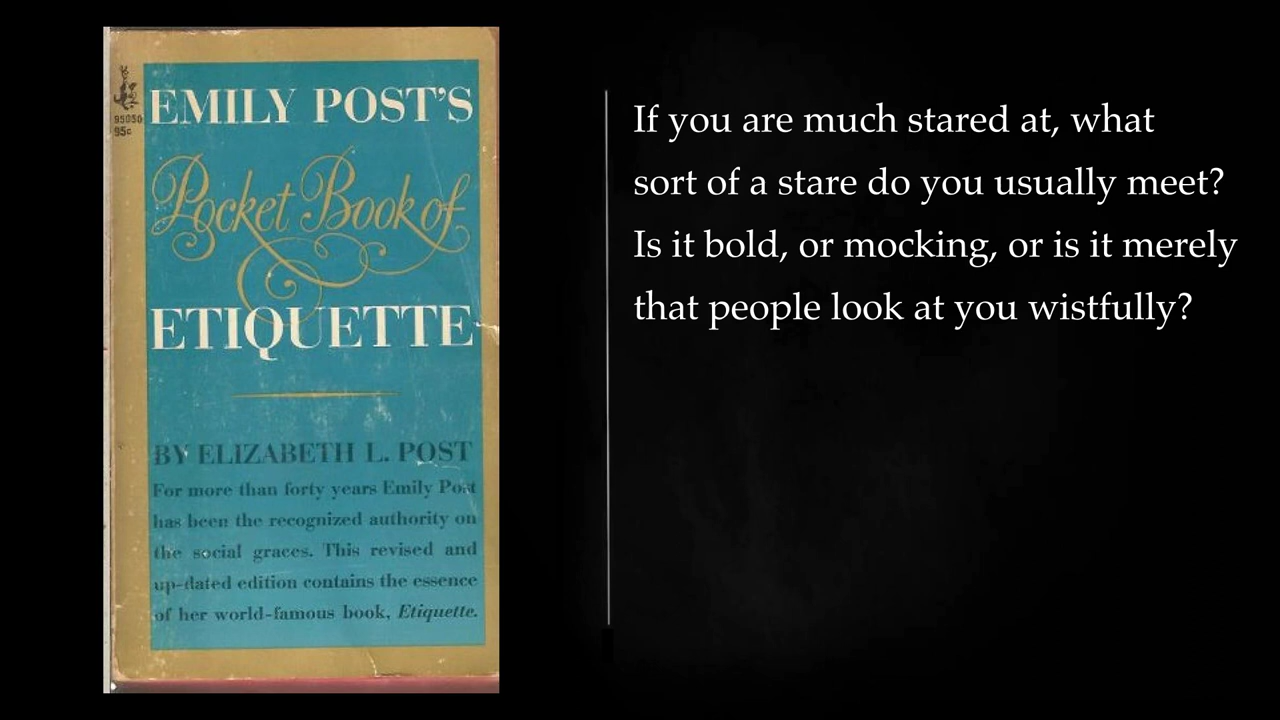 95050
95c
EMILY POST'S
Pocket Book of
ETIQUETTE
BY ELIZABETH L. POST
For more than forty years Emily Post
has been the recognized authority on
the social graces. This revised and
up-dated edition contains the essence
of her world-famous book, Etiquette.
If you are much stared at, what
sort of a stare do you usually meet?
Is it bold, or mocking, or is it merely
that people look at you wistfully?